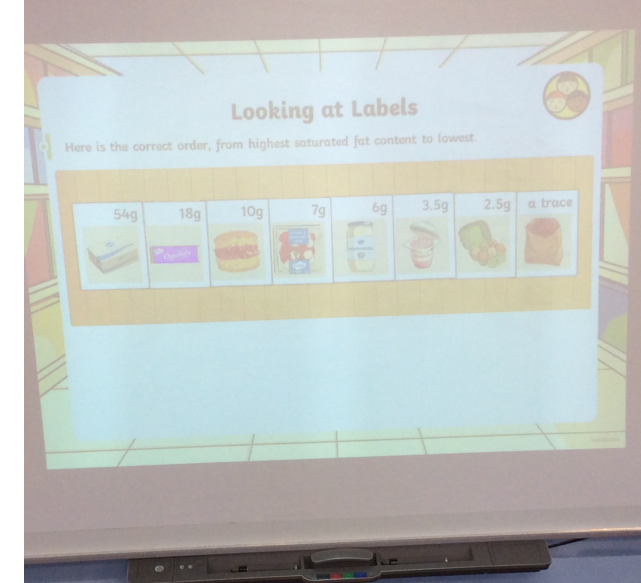 Looking at Labels
Here is the correct order, from highest saturated fat content to lowest.
54g 18g 10g 7g 6g 3.5g 2.5g a trace
Chocolate